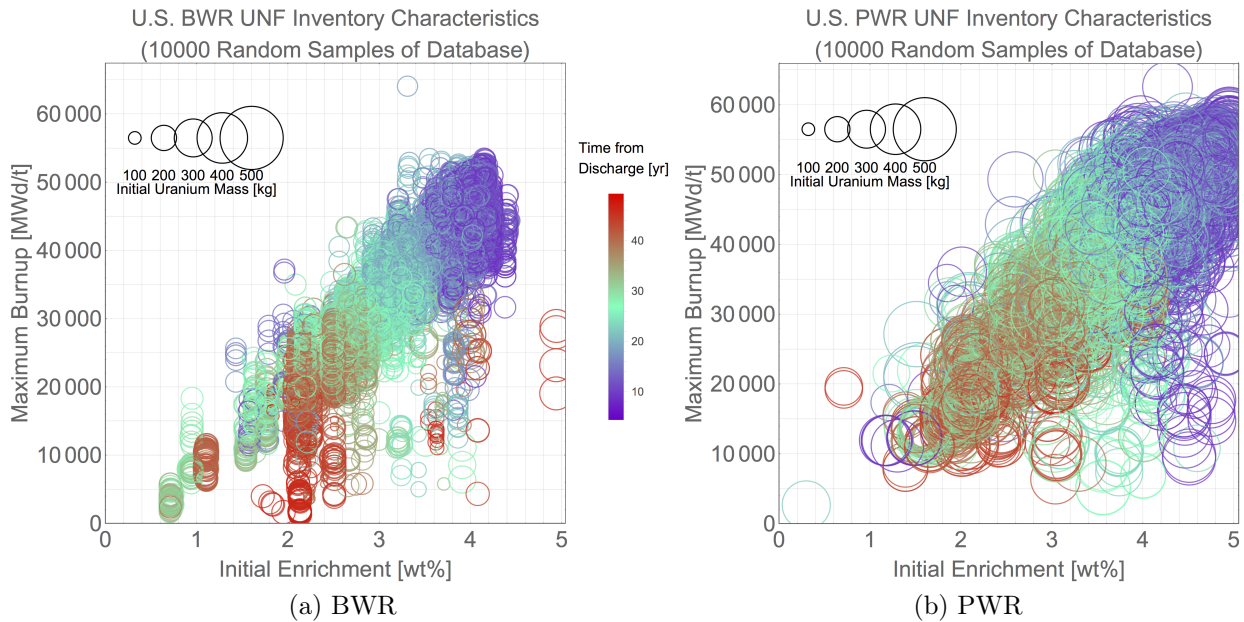 U.S. BWR UNF Inventory Characteristics
(10000 Random Samples of Database)
60 000
50 000
40 000
30 000
20 000
10 000
0
Maximum Burnup [MWd/t]
100 200 300 400 500
Initial Uranium Mass [kg]
0 1 2 3 4 5
Initial Enrichment [wt%]
(a) BWR
Time from
Discharge [yr]
40
30
20
10
U.S. PWR UNF Inventory Characteristics
(10000 Random Samples of Database)
60 000
50 000
40 000
30 000
20 000
10 000
0
Maximum Burnup [MWd/t]
100 200 300 400 500
Initial Uranium Mass [kg]
0 1 2 3 4 5
Initial Enrichment [wt%]
(b) PWR